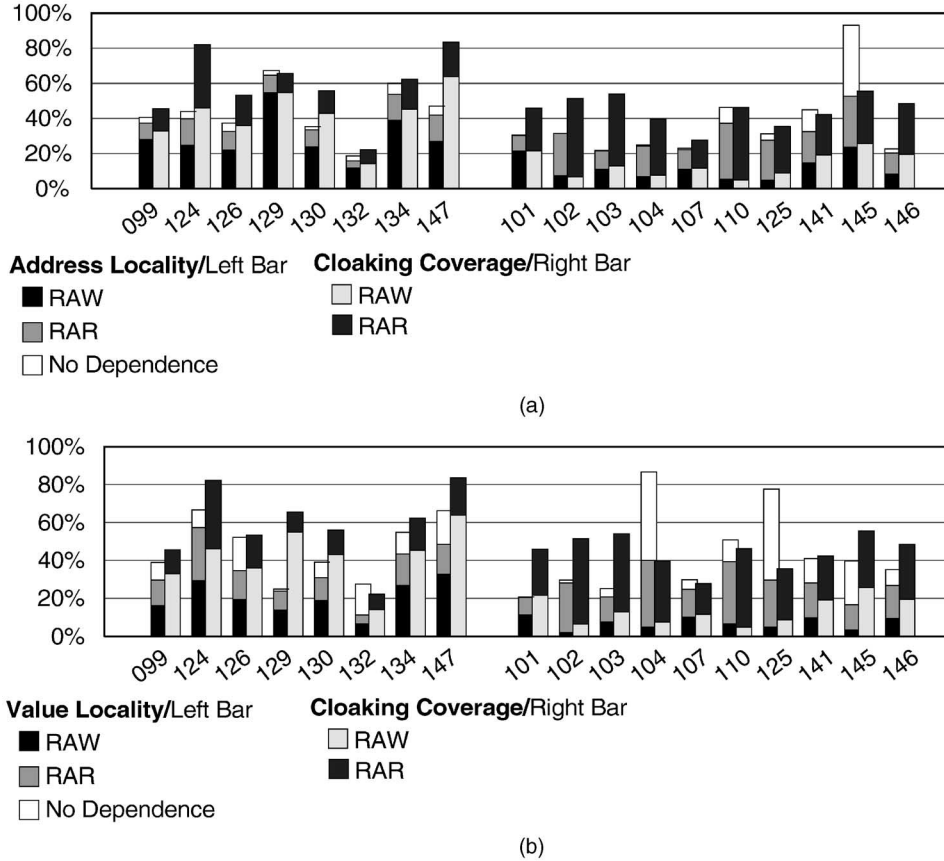 100%
80%
60%
40%
20%
0%
099 124 126 129 130 132 134 147 101 102 103 104 107 110 125 141 145 146
Address Locality/Left Bar Cloaking Coverage/Right Bar
RAW RAW
RAR RAR
No Dependence
(a)
100%
80%
60%
40%
20%
0%
099 124 126 129 130 132 134 147 101 102 103 104 107 110 125 141 145 146
Value Locality/Left Bar Cloaking Coverage/Right Bar
RAW RAW
RAR RAR
No Dependence
(b)